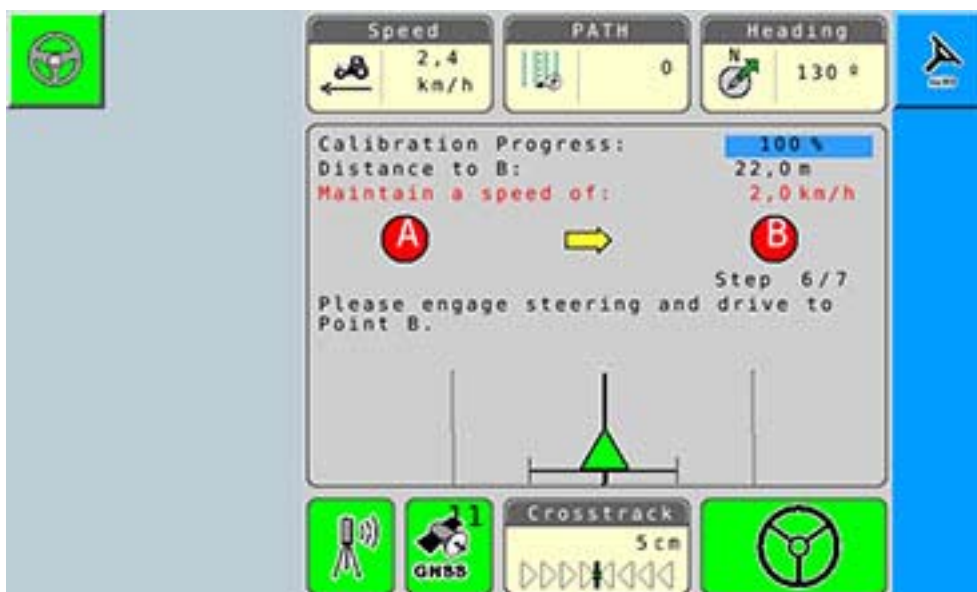 Speed
2,4
km/h
PATH
0
Heading
N
130 º
Calibration Progress: 100 %
Distance to B: 22,0 m
Maintain a speed of: 2,0 km/h
A
B
Step 6/7
Please engage steering and drive to
Point B.
11
GNSS
Crosstrack
5 cm